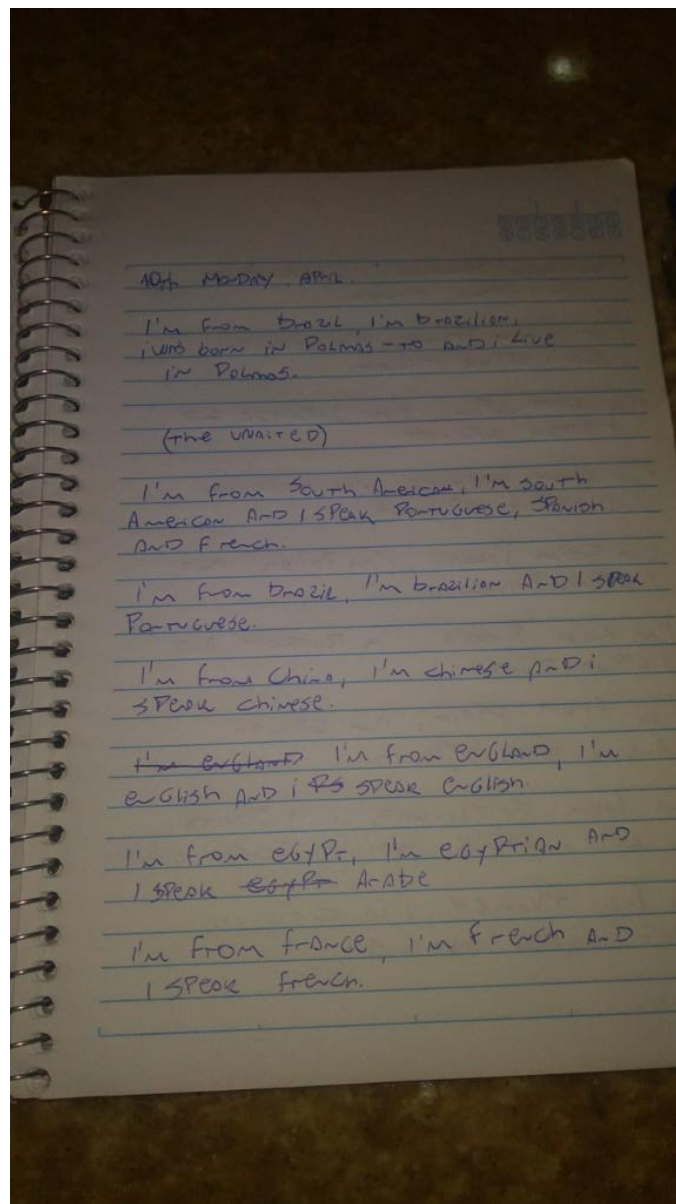 10th MonDAY APRIL
I'm from brazil, I'm brazilian,
i was born in Palmas - to AnD i Live
in Palmas.
(the UNAITED)
I'm from South American, I'm south
American AnD I SPEAK Portuguese, Spanish
AnD French.
I'm from brazil, I'm brazilian AnD I speak
Portuguese.
I'm from China, I'm chinese AnD i
speak chinese.
I'm ENGLAND I'm from ENGLAND, I'm
English AnD i speak English.
I'm from EGYPT, I'm EGYPTIAN AnD
I speak EGYPT Arabe
I'm from France, I'm French AnD
I speak french.